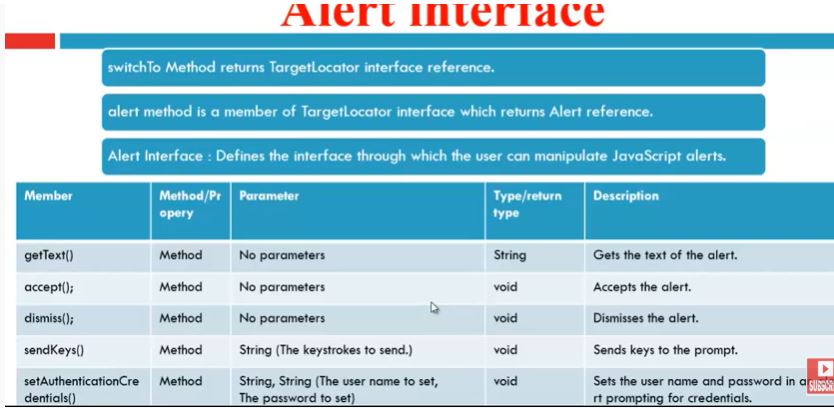 Alert Interface
switchTo Method returns TargetLocator interface reference.
alert method is a member of TargetLocator interface which returns Alert reference.
Alert Interface : Defines the interface through which the user can manipulate JavaScript alerts.
Member Method/Pr Parameter Type/return Description
opery type
getText() Method No parameters String Gets the text of the alert.
accept(); Method No parameters void Accepts the alert.
dismiss(); Method No parameters void Dismisses the alert.
sendKeys() Method String (The keystrokes to send.) void Sends keys to the prompt.
setAuthenticationCre Method String, String (The user name to set, void Sets the user name and password in
dentials() The password to set) rt prompting for credentials.